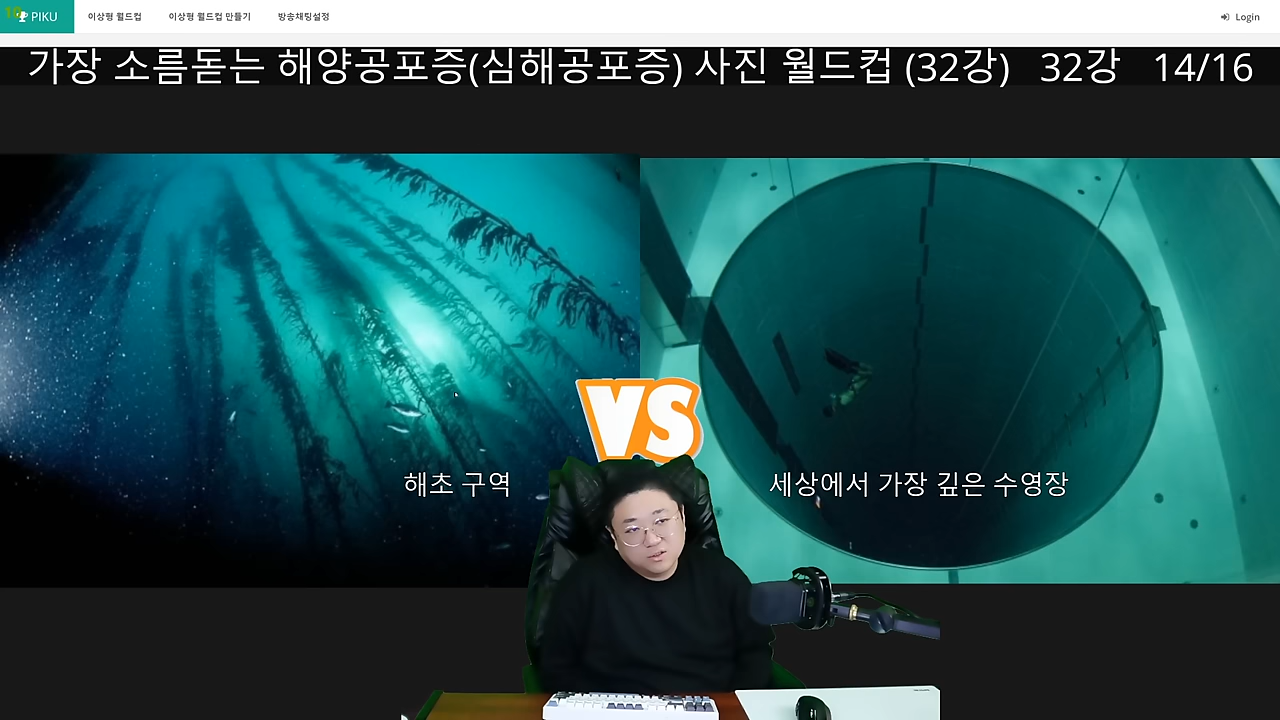 PIKU 이상형 월드컵 이상형 월드컵 만들기 방송채팅설정 Login
가장 소름돋는 해양공포증(심해공포증) 사진 월드컵 (32강) 32강 14/16
VS
해초 구역
세상에서 가장 깊은 수영장